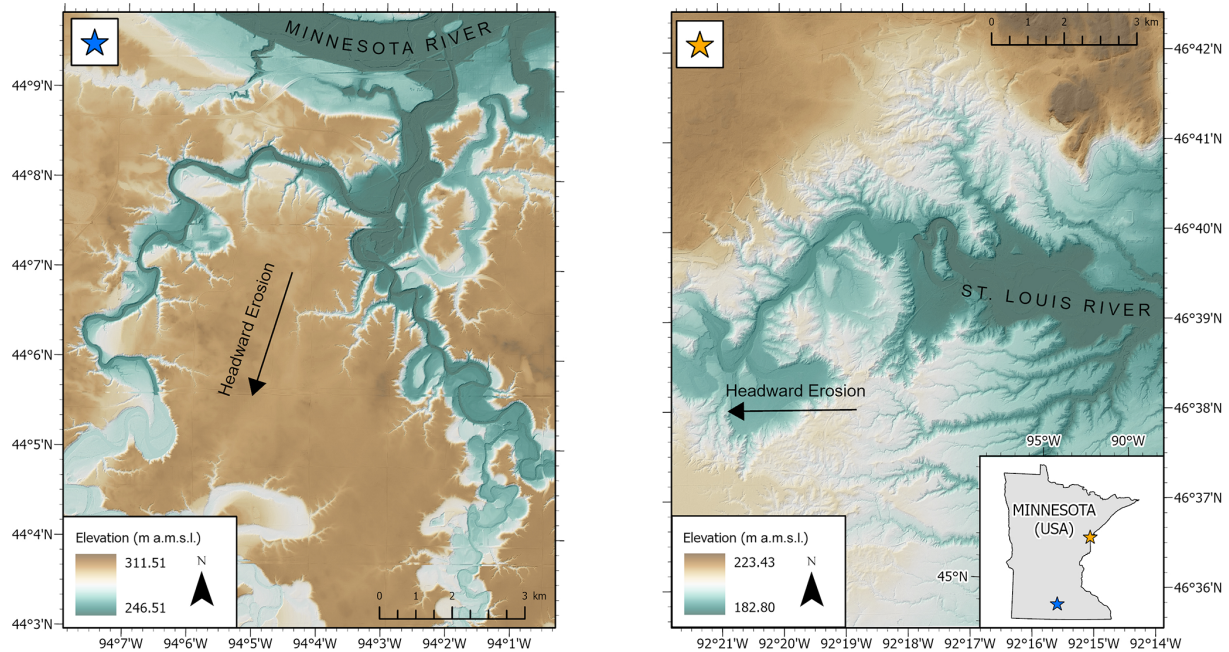 MINNESOTA RIVER
44°9'N
44°8'N
44°7'N
44°6'N
44°5'N
44°4'N
44°3'N
Headward Erosion
Elevation (m a.m.s.l.)
311.51
246.51
N
0 1 2 3 km
94°7'W 94°6'W 94°5'W 94°4'W 94°3'W 94°2'W 94°1'W
0 1 2 3 km
46°42'N
46°41'N
46°40'N
46°39'N
46°38'N
46°37'N
46°36'N
ST. LOUIS RIVER
Headward Erosion
95°W 90°W
MINNESOTA
(USA)
45°N
Elevation (m a.m.s.l.)
223.43
182.80
N
92°21'W 92°20'W 92°19'W 92°18'W 92°17'W 92°16'W 92°15'W 92°14'W